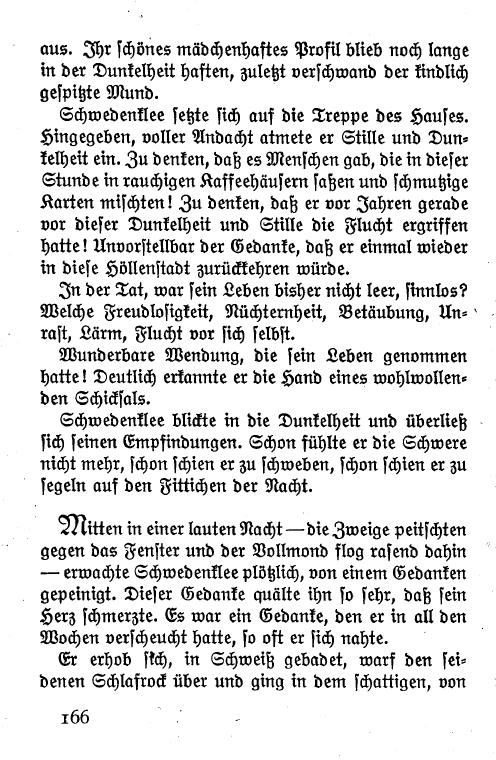 aus. Ihr schönes mädchenhaftes Profil blieb noch lange
in der Dunkelheit haften, zuletzt verschwand der kindlich
gespitzte Mund.
Schwedenklee setzte sich auf die Treppe des Hauses.
Hingegeben, voller Andacht atmete er Stille und Dun-
kelheit ein. Zu denken, daß es Menschen gab, die in dieser
Stunde in rauchigen Kaffeehäusern saßen und schmutzige
Karten mischten! Zu denken, daß er vor Jahren gerade
vor dieser Dunkelheit und Stille die Flucht ergriffen
hatte! Unvorstellbar der Gedanke, daß er einmal wieder
in diese Höllenstadt zurückkehren würde.
In der Tat, war sein Leben bisher nicht leer, sinnlos?
Welche Freudlosigkeit, Nüchternheit, Betäubung, Un-
rast, Lärm, Flucht vor sich selbst.
Wunderbare Wendung, die sein Leben genommen
hatte! Deutlich erkannte er die Hand eines wohlwollen-
den Schicksals.
Schwedenklee blickte in die Dunkelheit und überließ
sich seinen Empfindungen. Schon fühlte er die Schwere
nicht mehr, schon schien er zu schweben, schon schien er zu
segeln auf den Fittichen der Nacht.
Mitten in einer lauten Nacht — die Zweige peitschten
gegen das Fenster und der Vollmond flog rasend dahin
— erwachte Schwedenklee plötzlich, von einem Gedanken
gepeinigt. Dieser Gedanke quälte ihn so sehr, daß sein
Herz schmerzte. Es war ein Gedanke, den er in all den
Wochen verscheucht hatte, so oft er sich nahte.
Er erhob sich, in Schweiß gebadet, warf den sei-
denen Schlafrock über und ging in dem schattigen, von
166